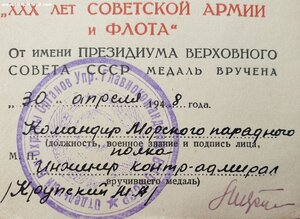 „XXX ЛЕТ СОВЕТСКОЙ АРМИИ
И ФЛОТА“
От имени ПРЕЗИДИУМА ВЕРХОВНОГО
СОВЕТА СССР МЕДАЛЬ ВРУЧЕНА
„30“ апреля 1948 года.
Командир Морского парадного
(должность, военное звание и подпись лица,
М. П. полка
инженер контр-адмирал
вручившего медаль)
(Крупский М.А)